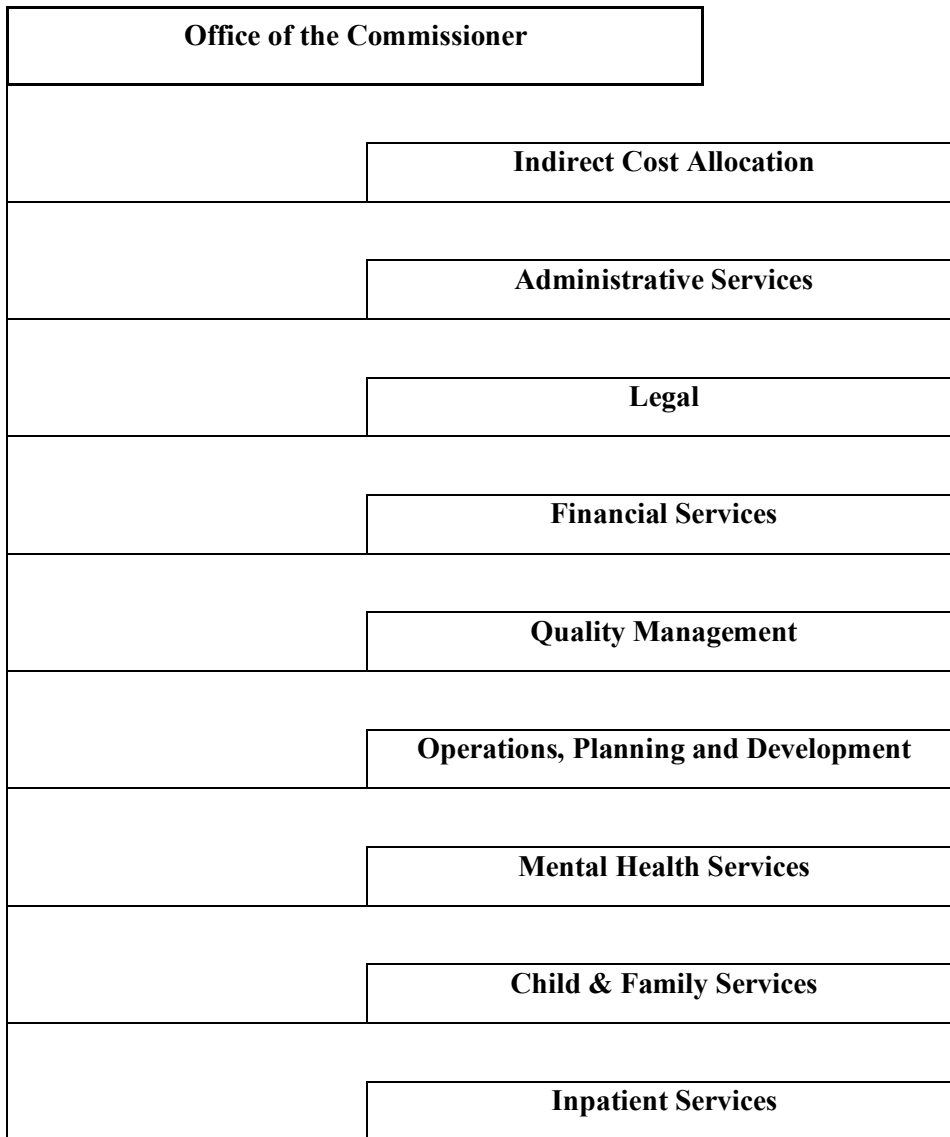 Office of the Commissioner
Indirect Cost Allocation
Administrative Services
Legal
Financial Services
Quality Management
Operations, Planning and Development
Mental Health Services
Child & Family Services
Inpatient Services